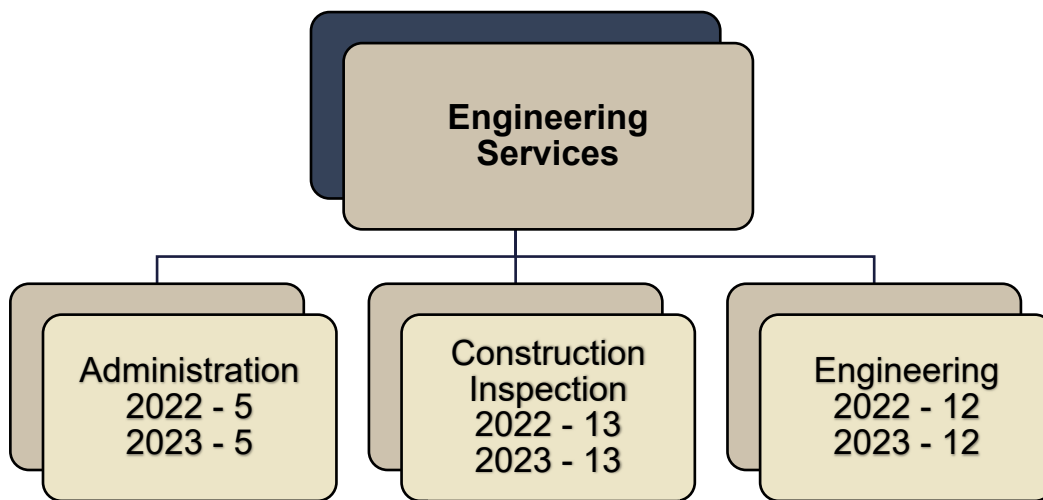 Engineering
Services
Administration
2022 - 5
2023 - 5
Construction
Inspection
2022 - 13
2023 - 13
Engineering
2022 - 12
2023 - 12